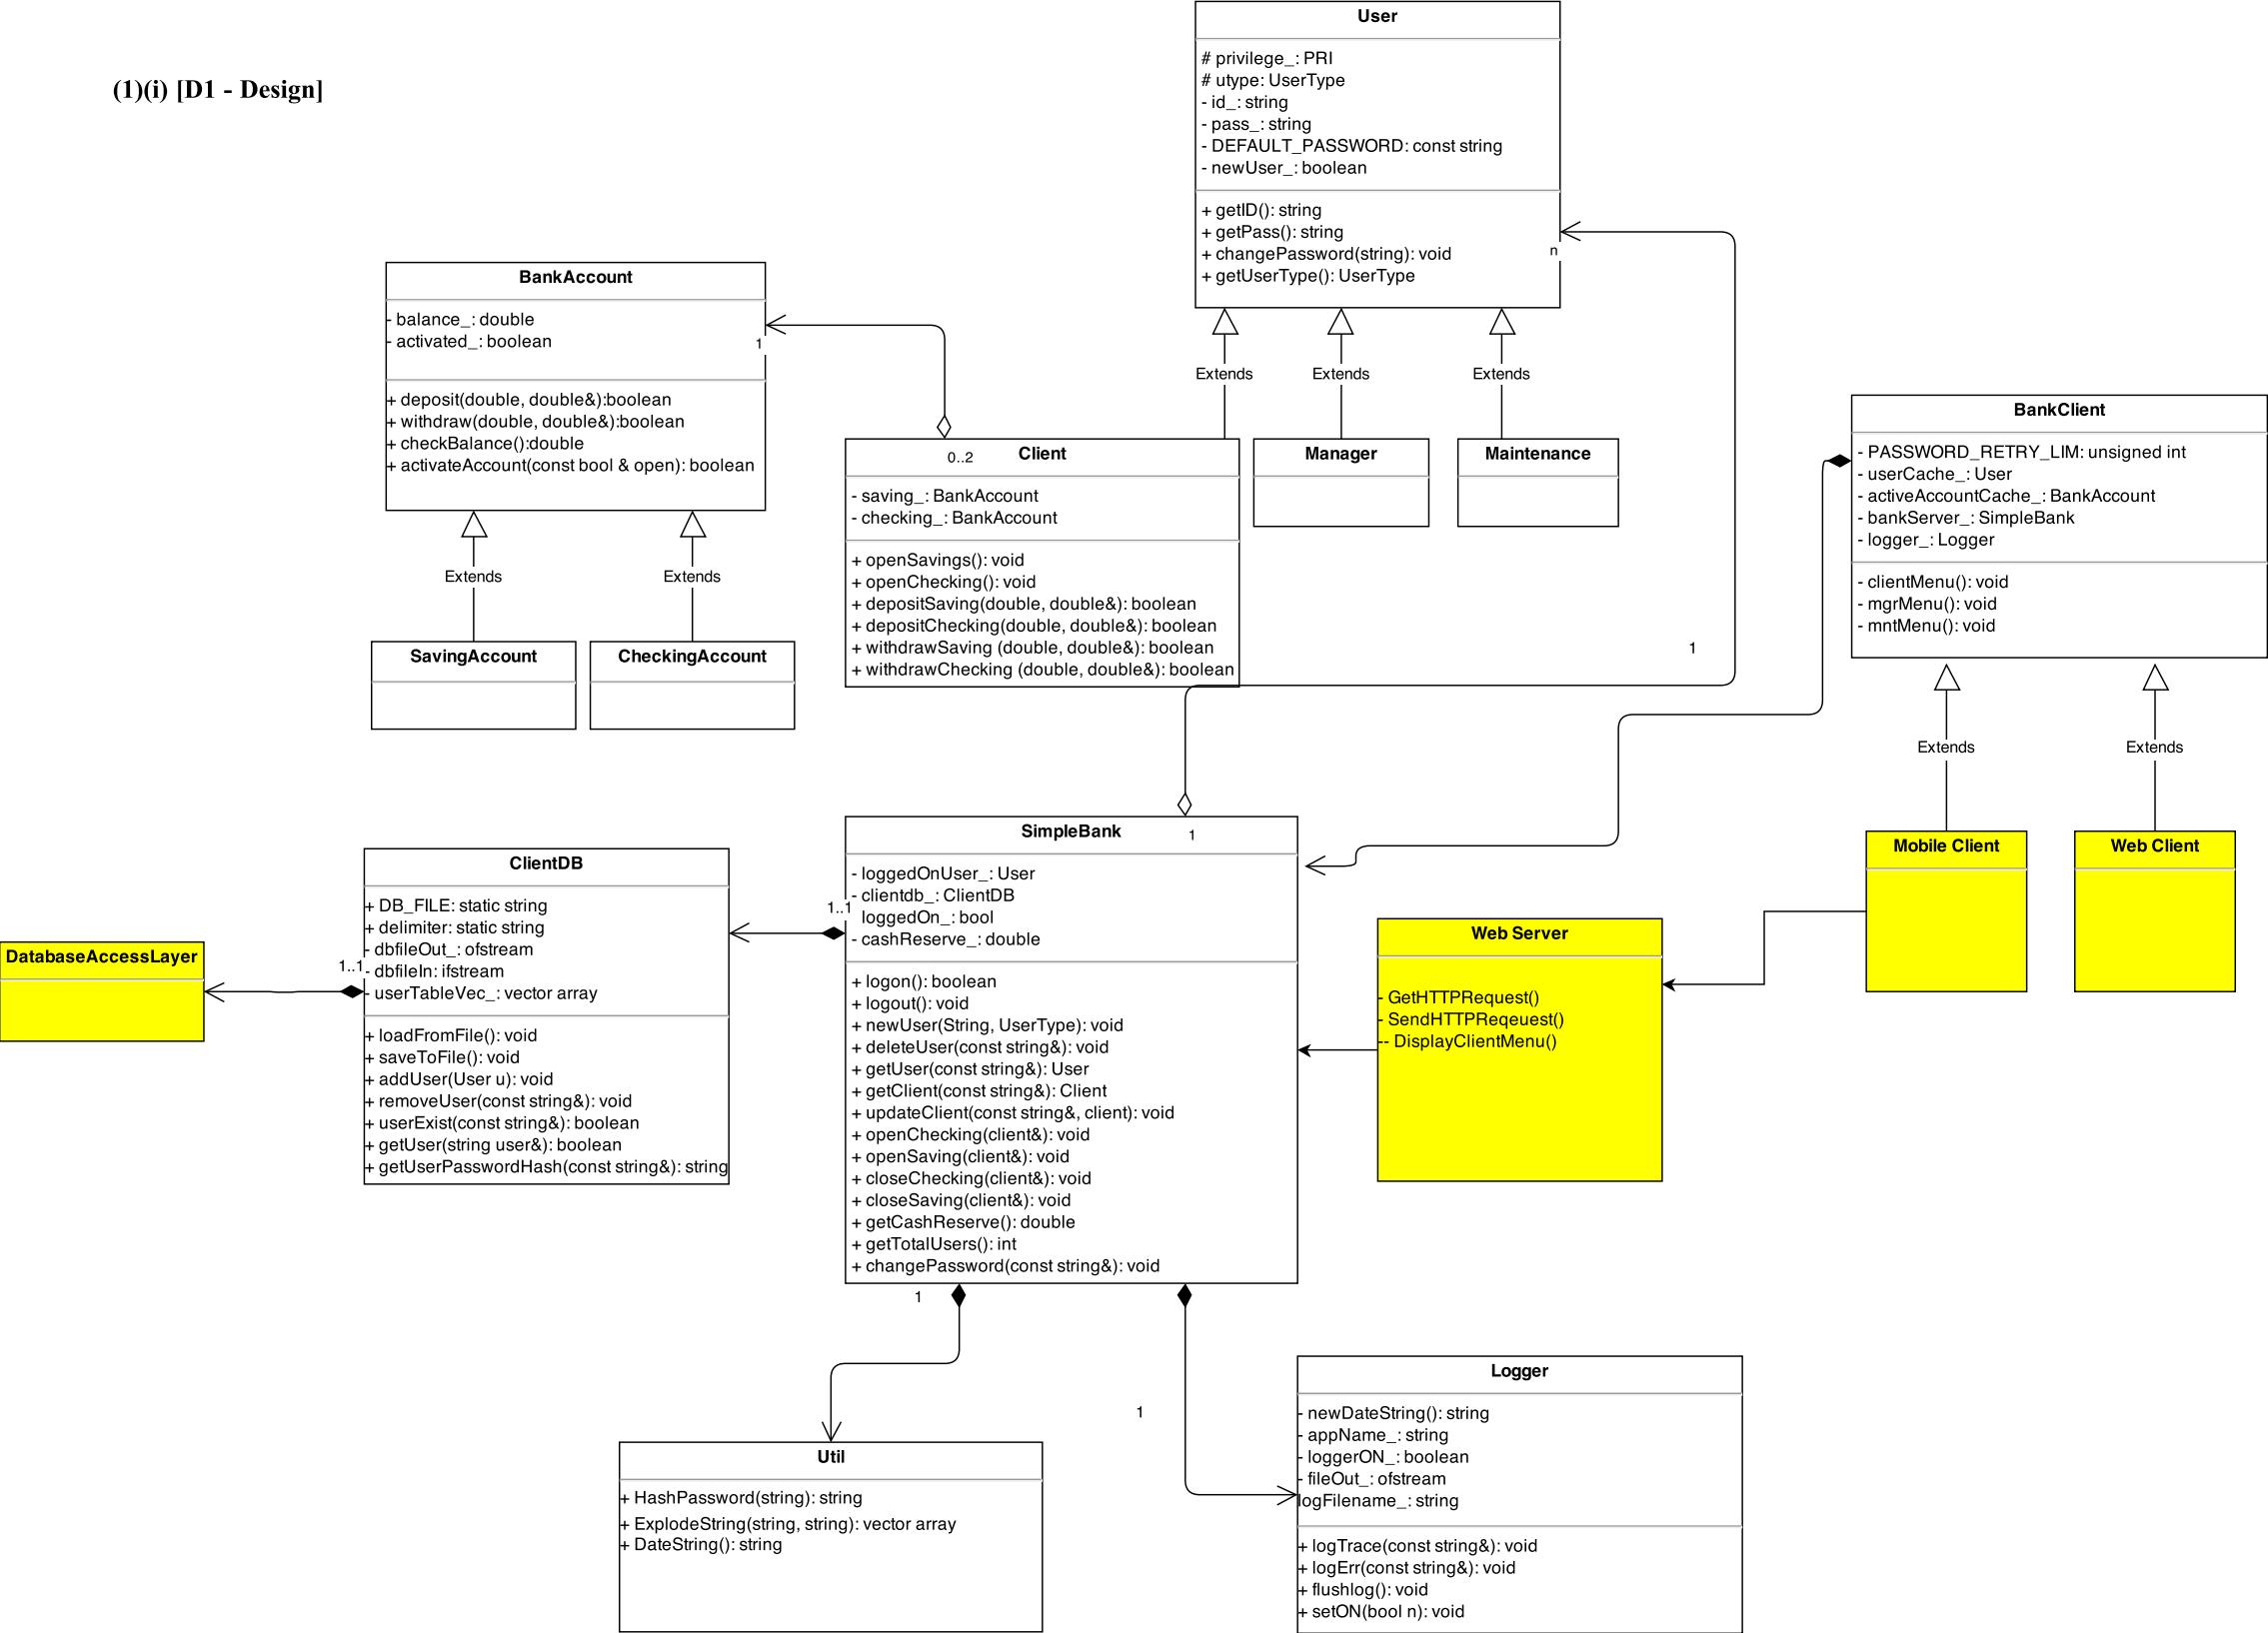 (1)(i) [D1 - Design]
User
# privilege_: PRI
# utype: UserType
- id_: string
- pass_: string
- DEFAULT_PASSWORD: const string
- newUser_: boolean
+ getID(): string
+ getPass(): string
+ changePassword(string): void
+ getUserType(): UserType
n
BankAccount
- balance_: double
- activated_: boolean
1
+ deposit(double, double&):boolean
+ withdraw(double, double&):boolean
+ checkBalance():double
+ activateAccount(const bool & open): boolean
Extends
Extends
Extends
Extends
Extends
SavingAccount
CheckingAccount
0..2
Client
- saving_: BankAccount
- checking_: BankAccount
+ openSavings(): void
+ openChecking(): void
+ depositSaving(double, double&): boolean
+ depositChecking(double, double&): boolean
+ withdrawSaving (double, double&): boolean
+ withdrawChecking (double, double&): boolean
Manager
Maintenance
1
BankClient
- PASSWORD_RETRY_LIM: unsigned int
- userCache_: User
- activeAccountCache_: BankAccount
- bankServer_: SimpleBank
- logger_: Logger
- clientMenu(): void
- mgrMenu(): void
- mntMenu(): void
Extends
Extends
Mobile Client
Web Client
DatabaseAccessLayer
1..1
ClientDB
+ DB_FILE: static string
+ delimiter: static string
- dbfileOut_: ofstream
- dbfileIn: ifstream
- userTableVec_: vector array
+ loadFromFile(): void
+ saveToFile(): void
+ addUser(User u): void
+ removeUser(const string&): void
+ userExist(const string&): boolean
+ getUser(string user&): boolean
+ getUserPasswordHash(const string&): string
1..1
SimpleBank
1
- loggedOnUser_: User
- clientdb_: ClientDB
loggedOn_: bool
- cashReserve_: double
+ logon(): boolean
+ logout(): void
+ newUser(String, UserType): void
+ deleteUser(const string&): void
+ getUser(const string&): User
+ getClient(const string&): Client
+ updateClient(const string&, client): void
+ openChecking(client&): void
+ openSaving(client&): void
+ closeChecking(client&): void
+ closeSaving(client&): void
+ getCashReserve(): double
+ getTotalUsers(): int
+ changePassword(const string&): void
Web Server
- GetHTTPRequest()
- SendHTTPReqeuest()
-- DisplayClientMenu()
1
1
Util
+ HashPassword(string): string
+ ExplodeString(string, string): vector array
+ DateString(): string
Logger
- newDateString(): string
- appName_: string
- loggerON_: boolean
- fileOut_: ofstream
logFilename_: string
+ logTrace(const string&): void
+ logErr(const string&): void
+ flushlog(): void
+ setON(bool n): void